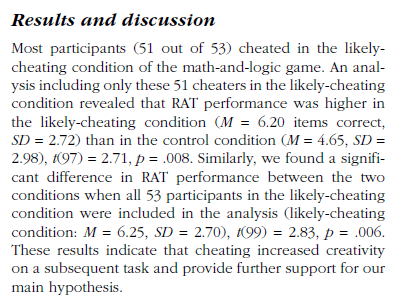 Results and discussion
Most participants (51 out of 53) cheated in the likely-
cheating condition of the math-and-logic game. An anal-
ysis including only these 51 cheaters in the likely-cheating
condition revealed that RAT performance was higher in
the likely-cheating condition (M = 6.20 items correct,
SD = 2.72) than in the control condition (M = 4.65, SD =
2.98), t(97) = 2.71, p = .008. Similarly, we found a signifi-
cant difference in RAT performance between the two
conditions when all 53 participants in the likely-cheating
condition were included in the analysis (likely-cheating
condition: M = 6.25, SD = 2.70), t(99) = 2.83, p = .006.
These results indicate that cheating increased creativity
on a subsequent task and provide further support for our
main hypothesis.